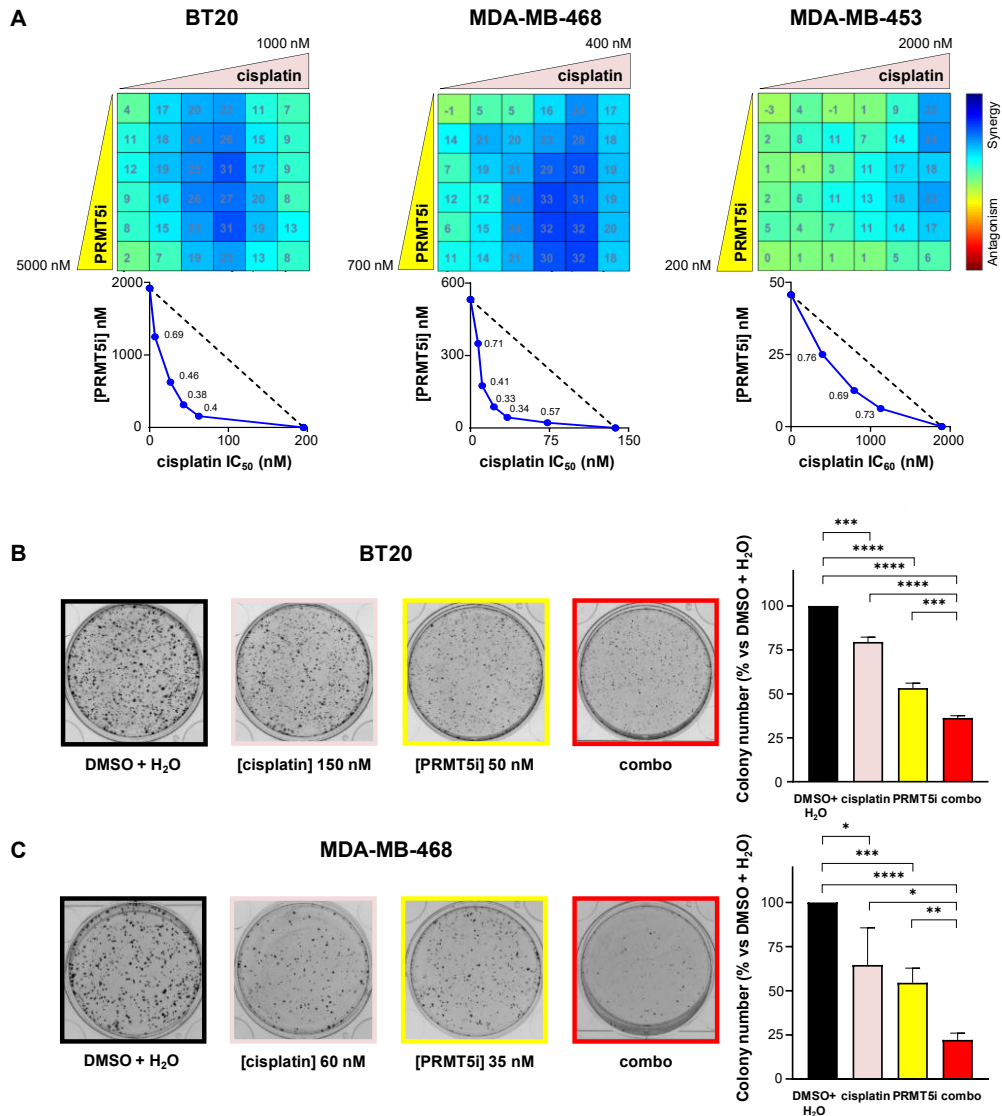 A
BT20
MDA-MB-468
MDA-MB-453
1000 nM
400 nM
2000 nM
cisplatin
cisplatin
cisplatin
PRMT5i
4 17 20 11 7
11 18 26 15 9
12 19 31 19 9
9 16 26 27 20 8
8 15 31 19 13
2 7 19 13 8
5000 nM
PRMT5i
-1 5 5 16 17
14 21 20 28 18
7 19 21 29 30 19
12 12 33 31 19
6 15 32 32 20
11 14 30 32 18
700 nM
PRMT5i
-3 4 -1 1 9
2 8 11 7 14
1 -1 3 11 17 18
2 6 11 13 18
5 4 7 11 14 17
0 1 1 1 5 6
200 nM
Synergy
Antagonism
[PRMT5i] nM
2000
1000
0
0.69
0.46
0.38
0.4
0 100 200
cisplatin IC50 (nM)
[PRMT5i] nM
600
300
0
0.71
0.41
0.33
0.34
0.57
0 75 150
cisplatin IC50 (nM)
[PRMT5i] nM
50
25
0
0.76
0.69
0.73
0 1000 2000
cisplatin IC60 (nM)
B
BT20
DMSO + H2O
[cisplatin] 150 nM
[PRMT5i] 50 nM
combo
Colony number (% vs DMSO + H2O)
***
****
****
****
***
100
75
50
25
0
DMSO+ H2O
cisplatin
PRMT5i
combo
C
MDA-MB-468
DMSO + H2O
[cisplatin] 60 nM
[PRMT5i] 35 nM
combo
Colony number (% vs DMSO + H2O)
*
***
****
*
**
100
75
50
25
0
DMSO+ H2O
cisplatin
PRMT5i
combo